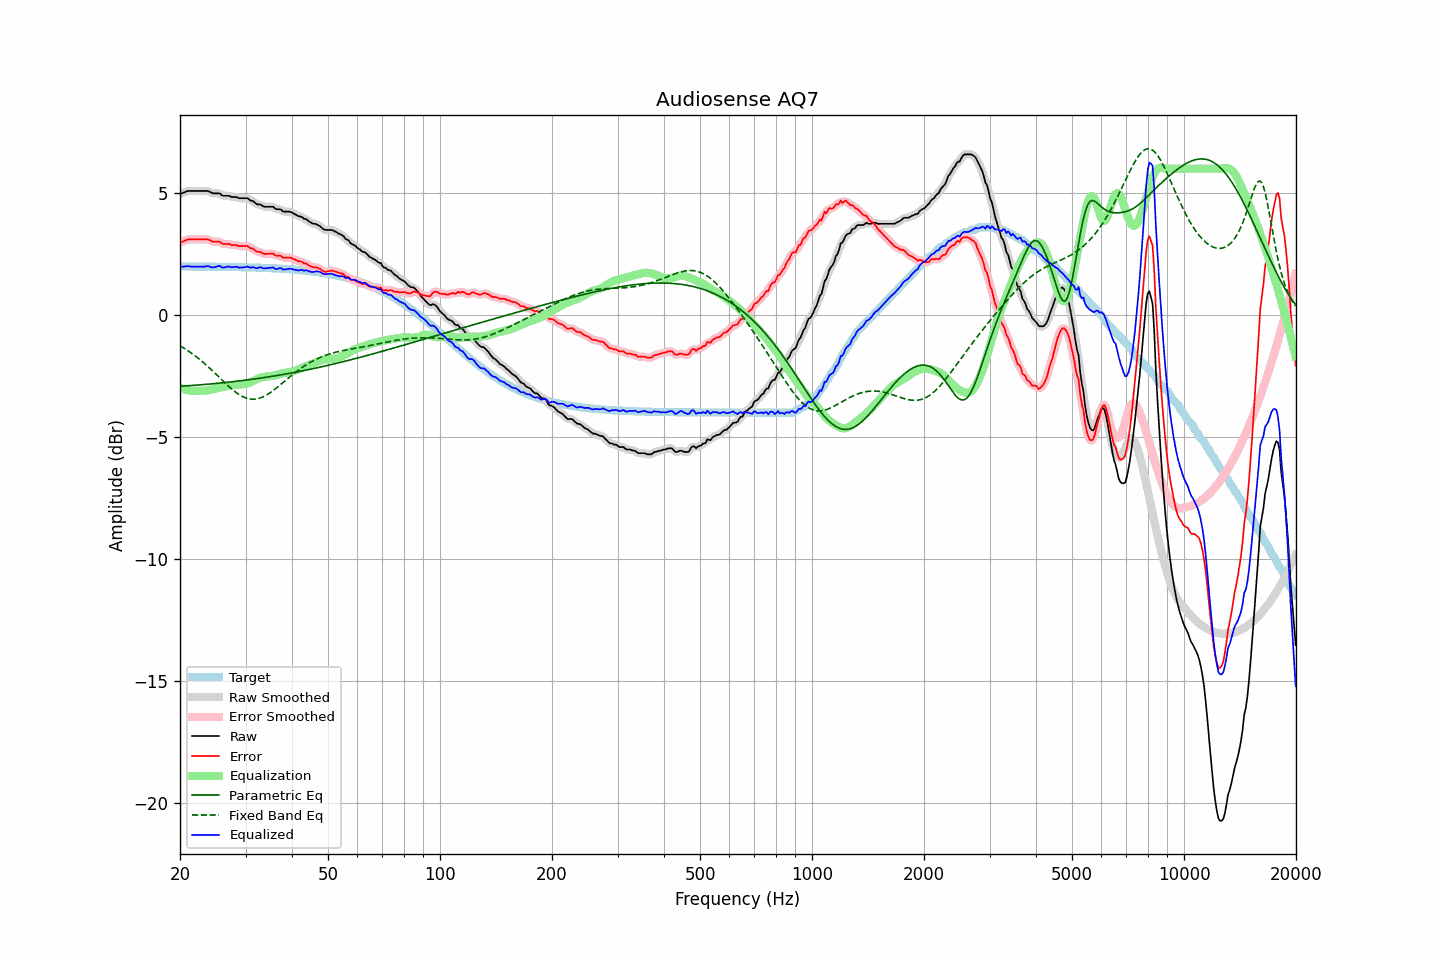 Audiosense AQ7
Amplitude (dBr)
5
0
−5
−10
−15
−20
Target
Raw Smoothed
Error Smoothed
Raw
Error
Equalization
Parametric Eq
Fixed Band Eq
Equalized
20 50 100 200 500 1000 2000 5000 10000 20000
Frequency (Hz)